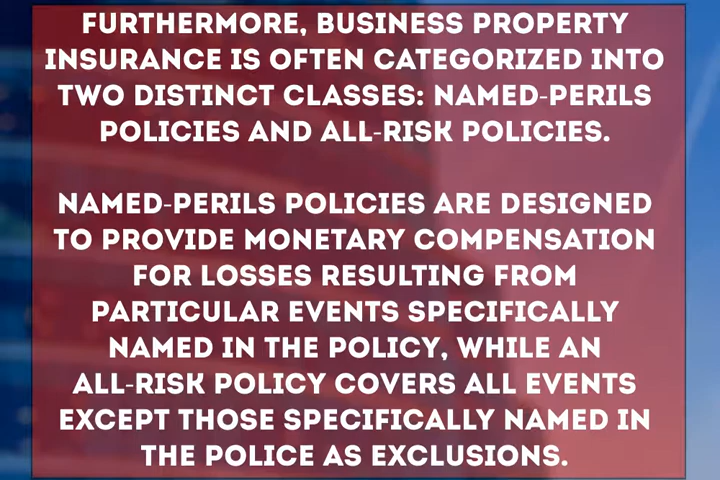 FURTHERMORE, BUSINESS PROPERTY
INSURANCE IS OFTEN CATEGORIZED INTO
TWO DISTINCT CLASSES: NAMED-PERILS
POLICIES AND ALL-RISK POLICIES.
NAMED-PERILS POLICIES ARE DESIGNED
TO PROVIDE MONETARY COMPENSATION
FOR LOSSES RESULTING FROM
PARTICULAR EVENTS SPECIFICALLY
NAMED IN THE POLICY, WHILE AN
ALL-RISK POLICY COVERS ALL EVENTS
EXCEPT THOSE SPECIFICALLY NAMED IN
THE POLICE AS EXCLUSIONS.